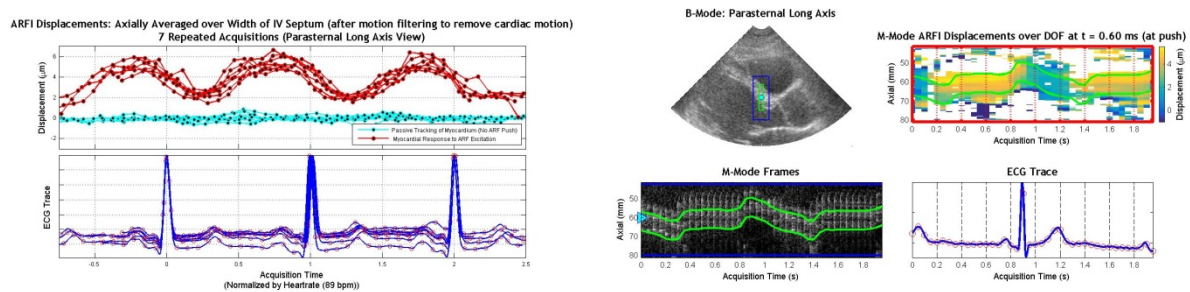 ARFI Displacements: Axially Averaged over Width of IV Septum (after motion filtering to remove cardiac motion)
7 Repeated Acquisitions (Parasternal Long Axis View)
Displacement (μm)
6
4
2
0
-2
Passive Tracking of Myocardium (No ARF Push)
Myocardial Response to ARF Excitation
ECG Trace
-0.5 0 0.5 1 1.5 2 2.5
Acquisition Time
(Normalized by Heartrate (89 bpm))
B-Mode: Parasternal Long Axis
M-Mode ARFI Displacements over DOF at t = 0.60 ms (at push)
Axial (mm)
50
60
70
80
0 0.2 0.4 0.6 0.8 1 1.2 1.4 1.6 1.8
Acquisition Time (s)
4
2
0
Displacement (μm)
M-Mode Frames
Axial (mm)
50
60
70
80
0 0.2 0.4 0.6 0.8 1 1.2 1.4 1.6 1.8
Acquisition Time (s)
ECG Trace
0 0.2 0.4 0.6 0.8 1 1.2 1.4 1.6 1.8
Acquisition Time (s)